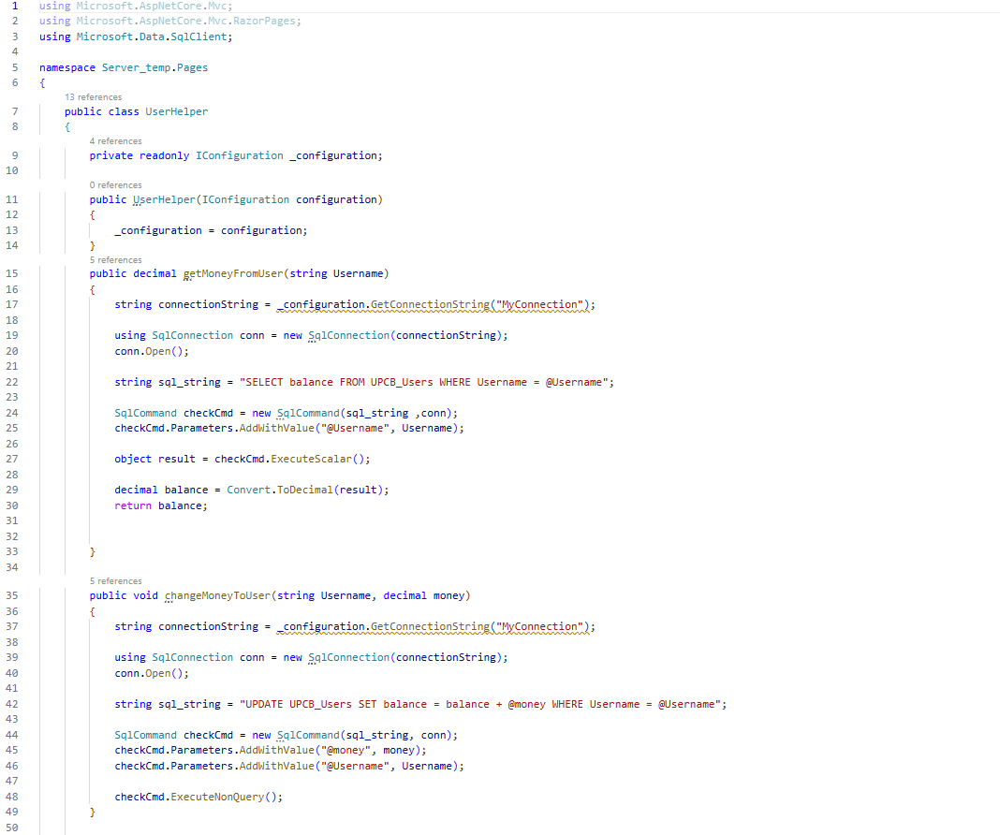 1 using Microsoft.AspNetCore.Mvc;
2 using Microsoft.AspNetCore.Mvc.RazorPages;
3 using Microsoft.Data.SqlClient;
4
5 namespace Server_temp.Pages
6 {
13 references
7 public class UserHelper
8 {
4 references
9 private readonly IConfiguration _configuration;
10
0 references
11 public UserHelper(IConfiguration configuration)
12 {
13 _configuration = configuration;
14 }
5 references
15 public decimal getMoneyFromUser(string Username)
16 {
17 string connectionString = _configuration.GetConnectionString("MyConnection");
18
19 using SqlConnection conn = new SqlConnection(connectionString);
20 conn.Open();
21
22 string sql_string = "SELECT balance FROM UPCB_Users WHERE Username = @Username";
23
24 SqlCommand checkCmd = new SqlCommand(sql_string ,conn);
25 checkCmd.Parameters.AddWithValue("@Username", Username);
26
27 object result = checkCmd.ExecuteScalar();
28
29 decimal balance = Convert.ToDecimal(result);
30 return balance;
31
32
33 }
34
5 references
35 public void changeMoneyToUser(string Username, decimal money)
36 {
37 string connectionString = _configuration.GetConnectionString("MyConnection");
38
39 using SqlConnection conn = new SqlConnection(connectionString);
40 conn.Open();
41
42 string sql_string = "UPDATE UPCB_Users SET balance = balance + @money WHERE Username = @Username";
43
44 SqlCommand checkCmd = new SqlCommand(sql_string, conn);
45 checkCmd.Parameters.AddWithValue("@money", money);
46 checkCmd.Parameters.AddWithValue("@Username", Username);
47
48 checkCmd.ExecuteNonQuery();
49 }
50